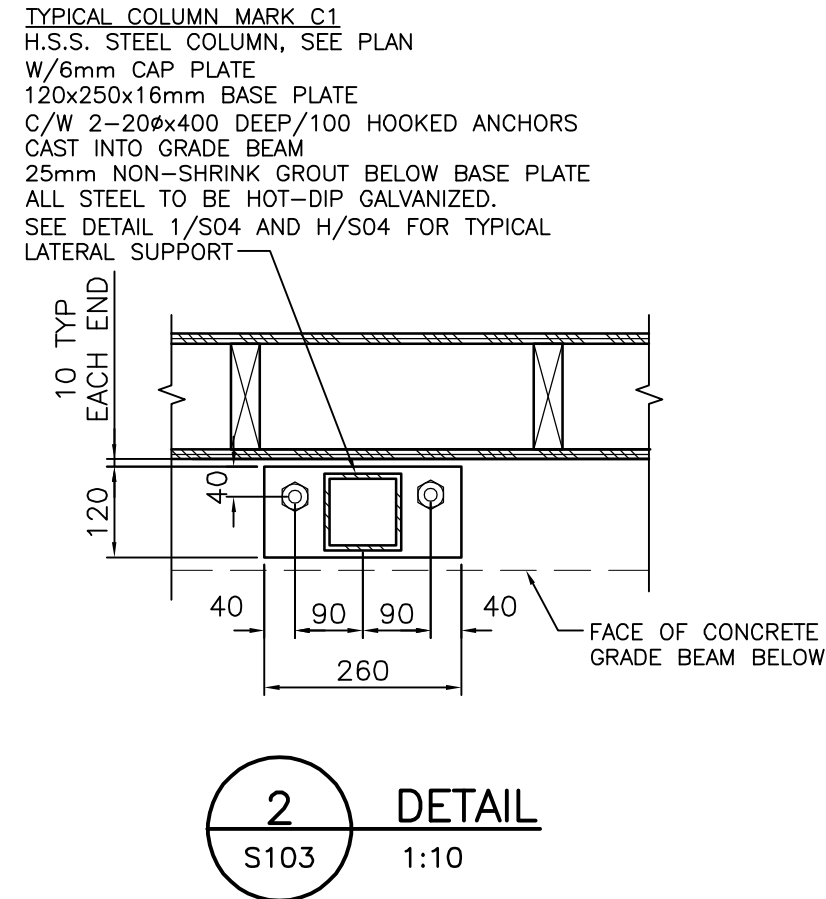 TYPICAL COLUMN MARK C1
H.S.S. STEEL COLUMN, SEE PLAN
W/6mm CAP PLATE
120x250x16mm BASE PLATE
C/W 2-20øx400 DEEP/100 HOOKED ANCHORS
CAST INTO GRADE BEAM
25mm NON-SHRINK GROUT BELOW BASE PLATE
ALL STEEL TO BE HOT-DIP GALVANIZED.
SEE DETAIL 1/S04 AND H/S04 FOR TYPICAL
LATERAL SUPPORT
10 TYP
EACH END
120
40
40
90
90
40
260
FACE OF CONCRETE
GRADE BEAM BELOW
2
DETAIL
S103
1:10